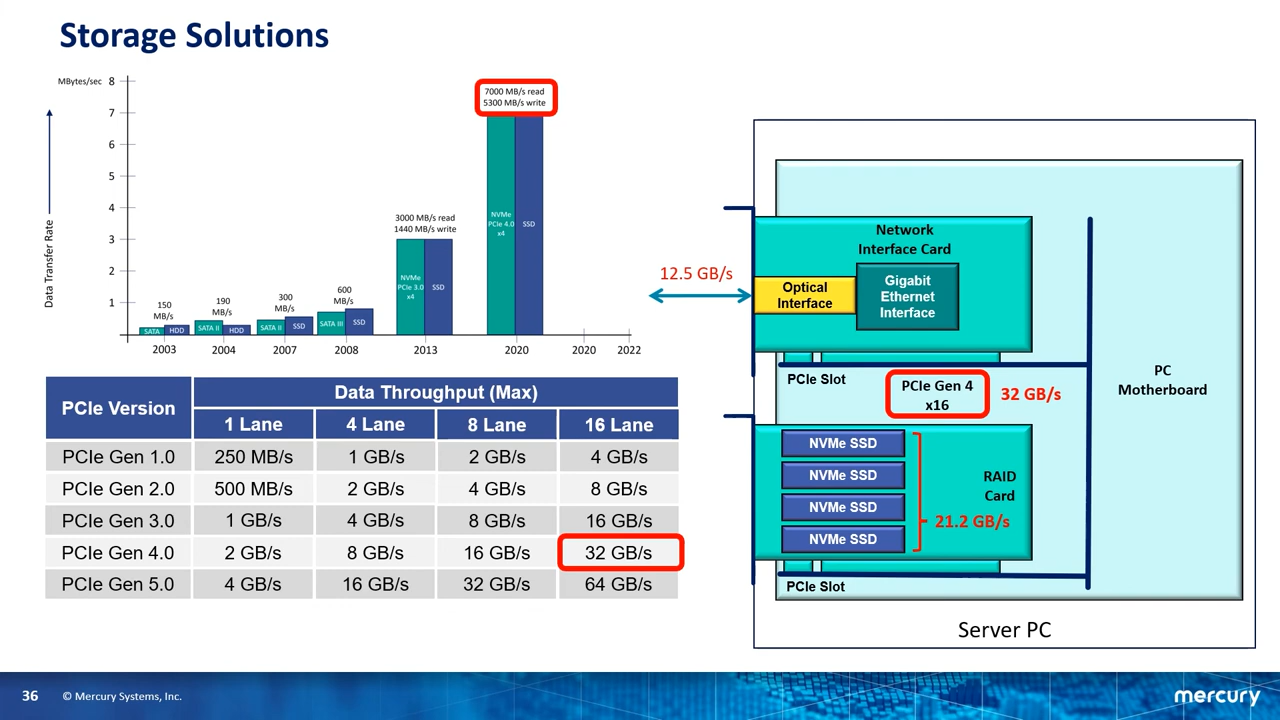 Storage Solutions
MBytes/sec
8
7
6
5
4
3
2
1
Data Transfer Rate
7000 MB/s read
5300 MB/s write
3000 MB/s read
1440 MB/s write
150
MB/s
190
MB/s
300
MB/s
600
MB/s
SATA
HDD
SATA II
HDD
SATA II
SSD
SATA III
SSD
NVMe
PCIe 3.0
x4
SSD
NVMe
PCIe 4.0
x4
SSD
2003
2004
2007
2008
2013
2020
2020
2022
PCIe Version
Data Throughput (Max)
1 Lane
4 Lane
8 Lane
16 Lane
PCIe Gen 1.0
250 MB/s
1 GB/s
2 GB/s
4 GB/s
PCIe Gen 2.0
500 MB/s
2 GB/s
4 GB/s
8 GB/s
PCIe Gen 3.0
1 GB/s
4 GB/s
8 GB/s
16 GB/s
PCIe Gen 4.0
2 GB/s
8 GB/s
16 GB/s
32 GB/s
PCIe Gen 5.0
4 GB/s
16 GB/s
32 GB/s
64 GB/s
12.5 GB/s
Network
Interface Card
Optical
Interface
Gigabit
Ethernet
Interface
PCIe Slot
PCIe Gen 4
x16
32 GB/s
PC
Motherboard
NVMe SSD
NVMe SSD
NVMe SSD
NVMe SSD
RAID
Card
21.2 GB/s
PCIe Slot
Server PC
36
© Mercury Systems, Inc.
mercury